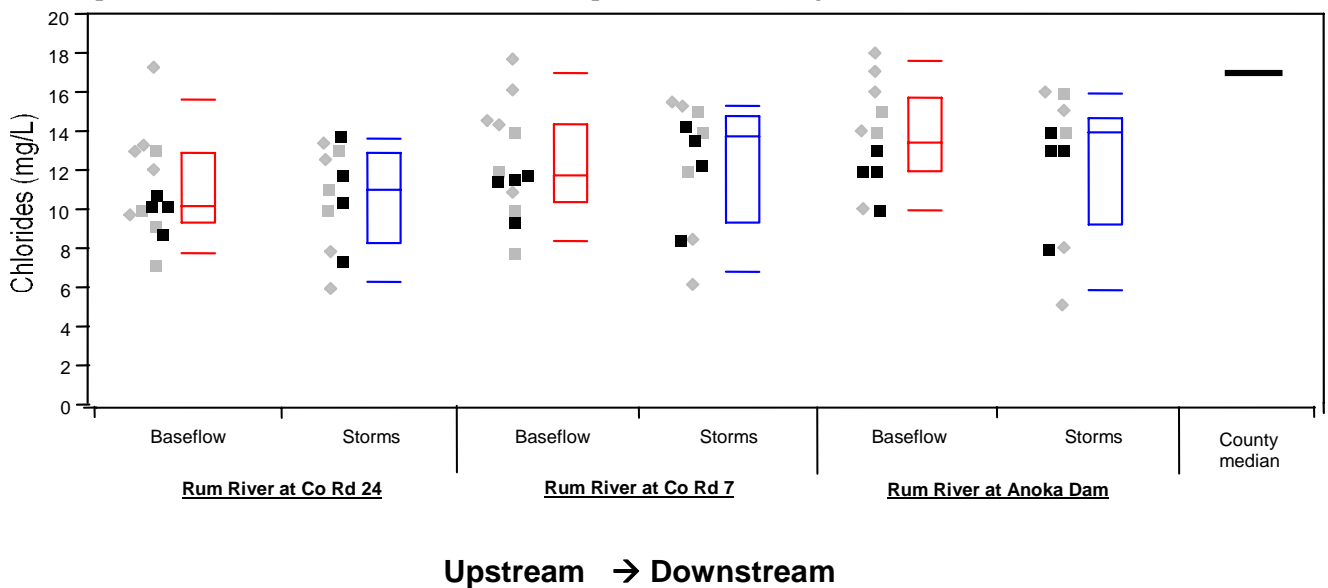 20
18
16
14
12
10
8
6
4
2
0
Chlorides (mg/L)
Baseflow Storms Baseflow Storms Baseflow Storms County
median
Rum River at Co Rd 24 Rum River at Co Rd 7 Rum River at Anoka Dam
Upstream → Downstream